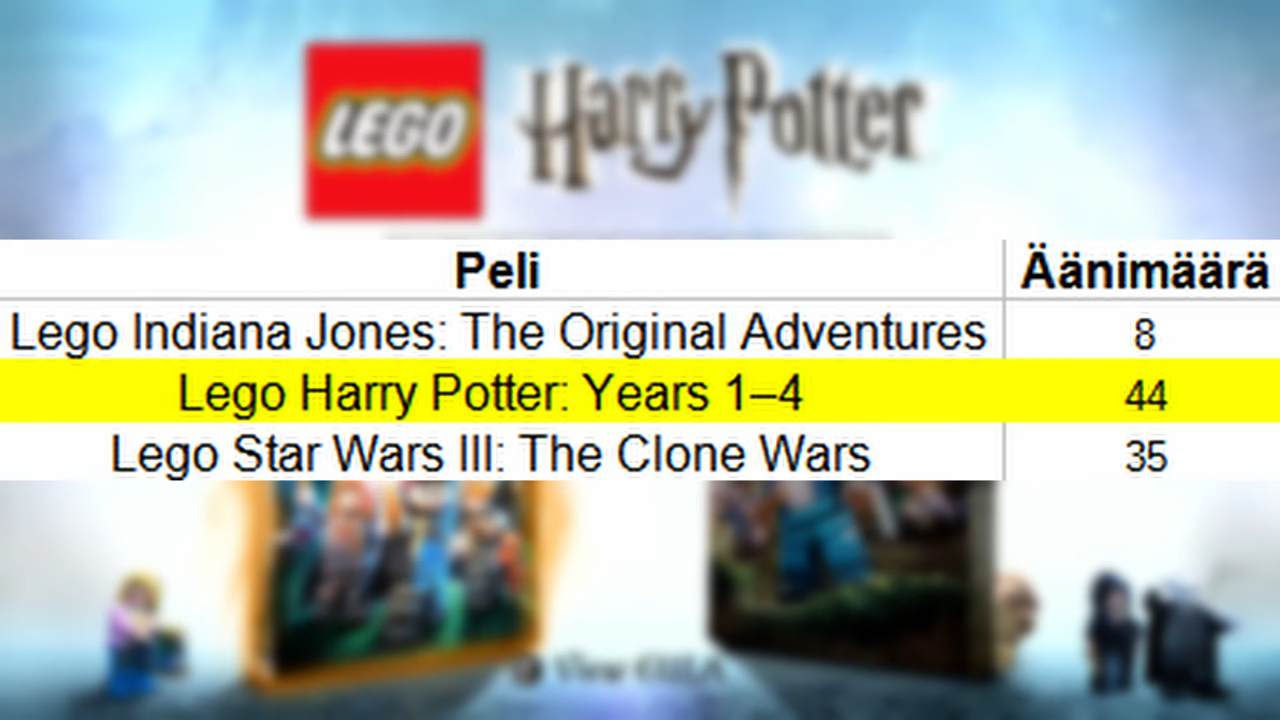 LEGO Harry Potter
Peli Äänimäärä
Lego Indiana Jones: The Original Adventures 8
Lego Harry Potter: Years 1–4 44
Lego Star Wars III: The Clone Wars 35